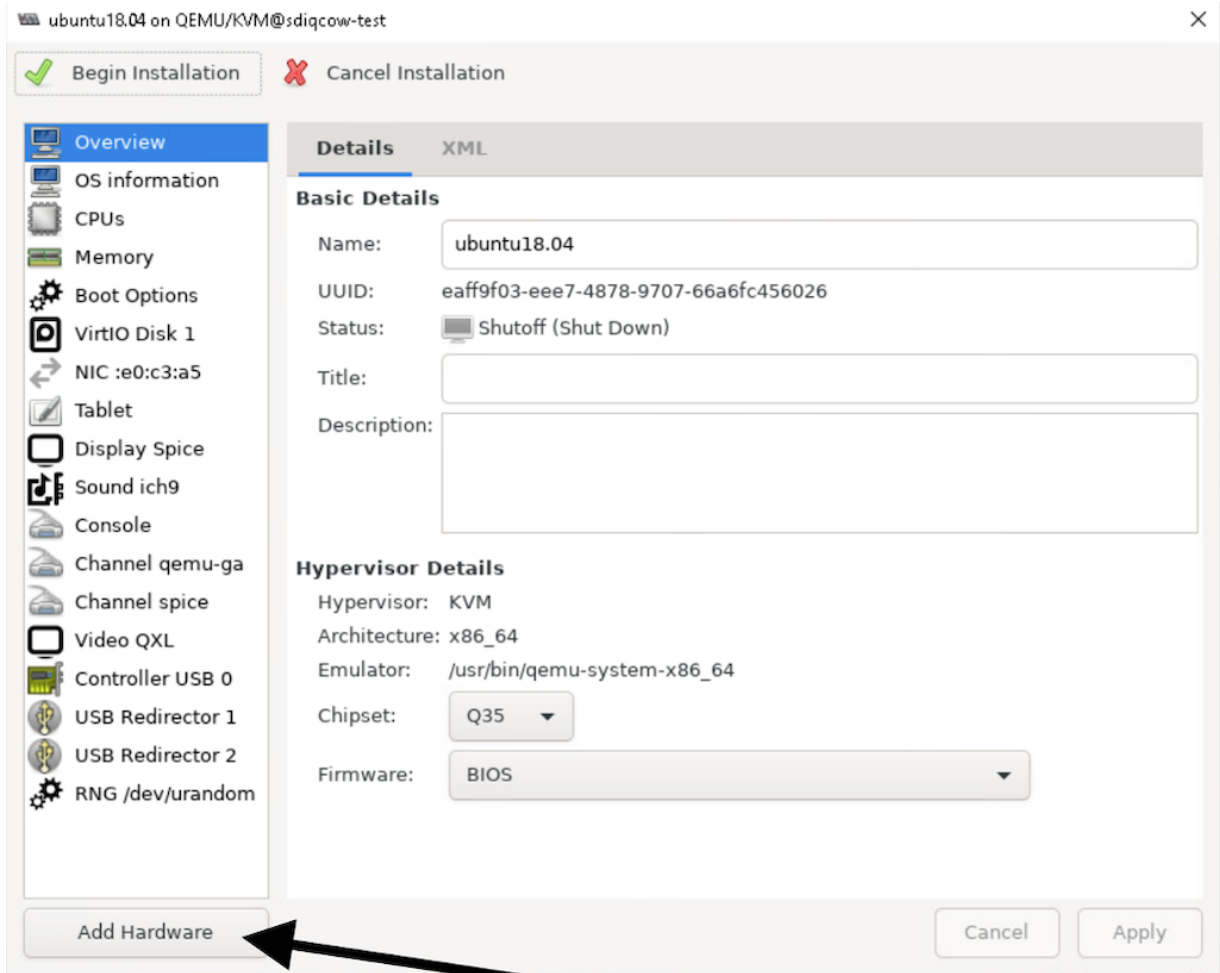 ubuntu18.04 on QEMU/KVM@sdiqcow-test
Begin Installation
Cancel Installation
Overview
OS information
CPUs
Memory
Boot Options
VirtIO Disk 1
NIC :e0:c3:a5
Tablet
Display Spice
Sound ich9
Console
Channel qemu-ga
Channel spice
Video QXL
Controller USB 0
USB Redirector 1
USB Redirector 2
RNG /dev/urandom
Add Hardware
Details XML
Basic Details
Name: ubuntu18.04
UUID: eaff9f03-eee7-4878-9707-66a6fc456026
Status: Shutoff (Shut Down)
Title:
Description:
Hypervisor Details
Hypervisor: KVM
Architecture: x86_64
Emulator: /usr/bin/qemu-system-x86_64
Chipset: Q35
Firmware: BIOS
Cancel Apply